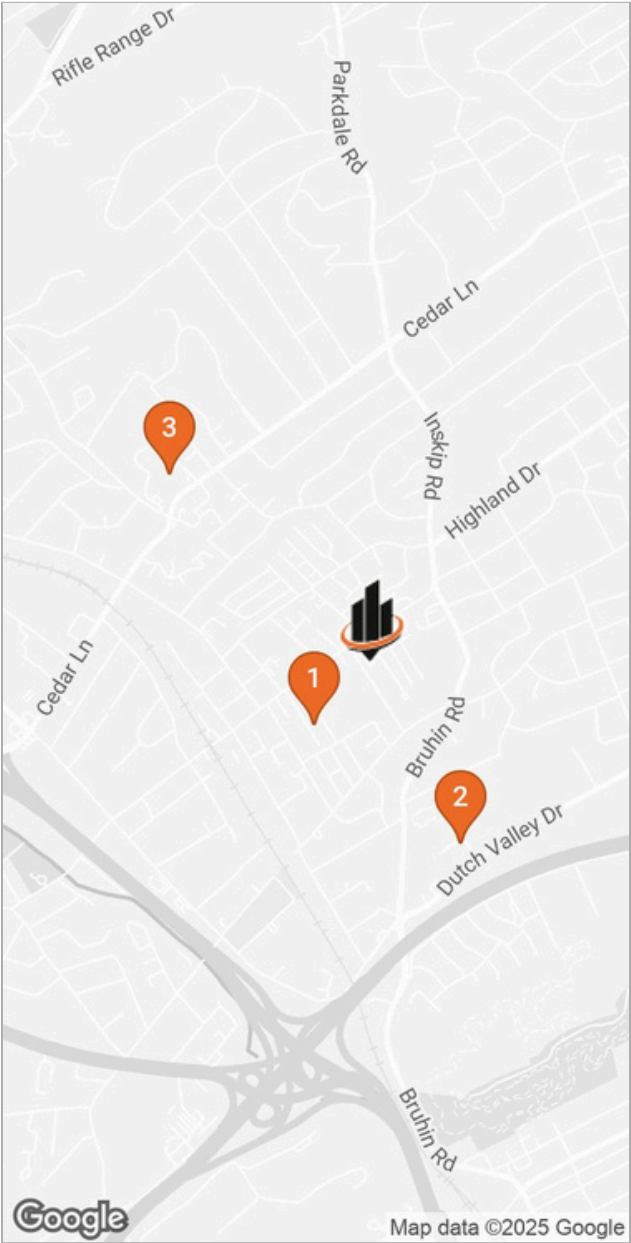 Rifle Range Dr
Parkdale Rd
Cedar Ln
3
Inskip Rd
Highland Dr
Cedar Ln
1
Bruhin Rd
2
Dutch Valley Dr
Bruhin Rd
Google
Map data ©2025 Google